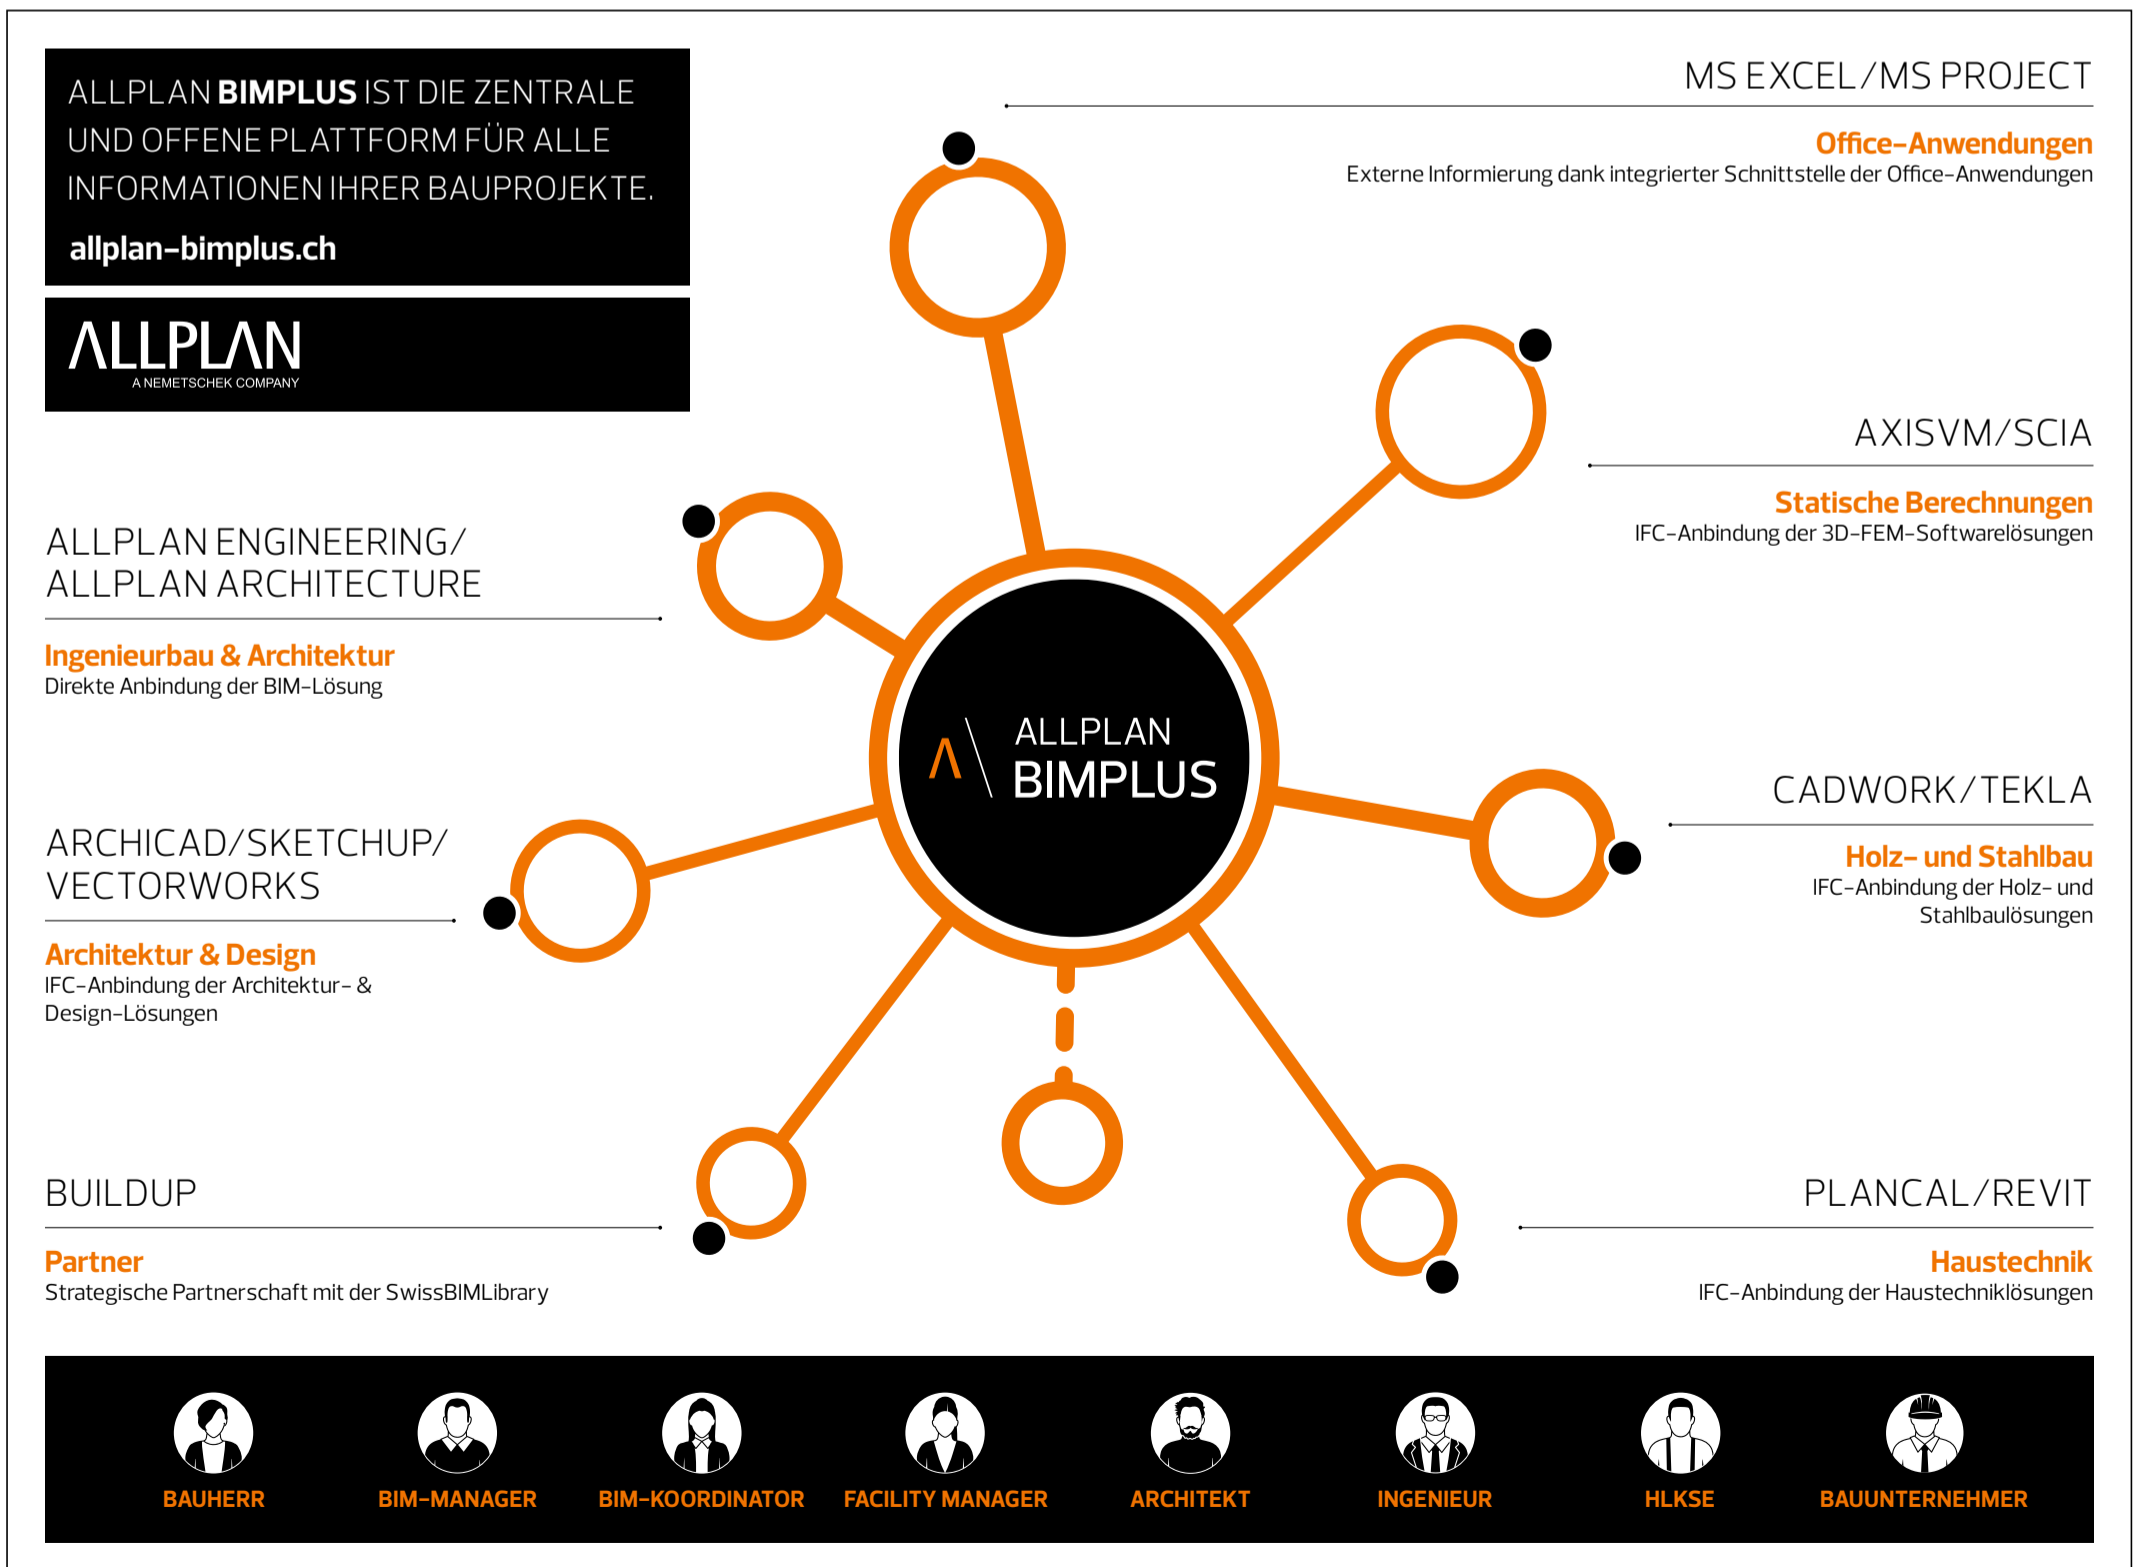 ALLPLAN BIMPLUS IST DIE ZENTRALE
UND OFFENE PLATTFORM FÜR ALLE
INFORMATIONEN IHRER BAUPROJEKTE.
allplan-bimplus.ch
ALLPLAN
A NEMETSCHEK COMPANY
MS EXCEL/MS PROJECT
Office-Anwendungen
Externe Informierung dank integrierter Schnittstelle der Office-Anwendungen
AXISVM/SCIA
Statische Berechnungen
IFC-Anbindung der 3D-FEM-Softwarelösungen
ALLPLAN ENGINEERING/
ALLPLAN ARCHITECTURE
Ingenieurbau & Architektur
Direkte Anbindung der BIM-Lösung
ALLPLAN
BIMPLUS
CADWORK/TEKLA
Holz- und Stahlbau
IFC-Anbindung der Holz- und
Stahlbaulösungen
ARCHICAD/SKETCHUP/
VECTORWORKS
Architektur & Design
IFC-Anbindung der Architektur- &
Design-Lösungen
BUILDUP
Partner
Strategische Partnerschaft mit der SwissBIMLibrary
PLANCAL/REVIT
Haustechnik
IFC-Anbindung der Haustechniklösungen
BAUHERR
BIM-MANAGER
BIM-KOORDINATOR
FACILITY MANAGER
ARCHITEKT
INGENIEUR
HLKSE
BAUUNTERNEHMER